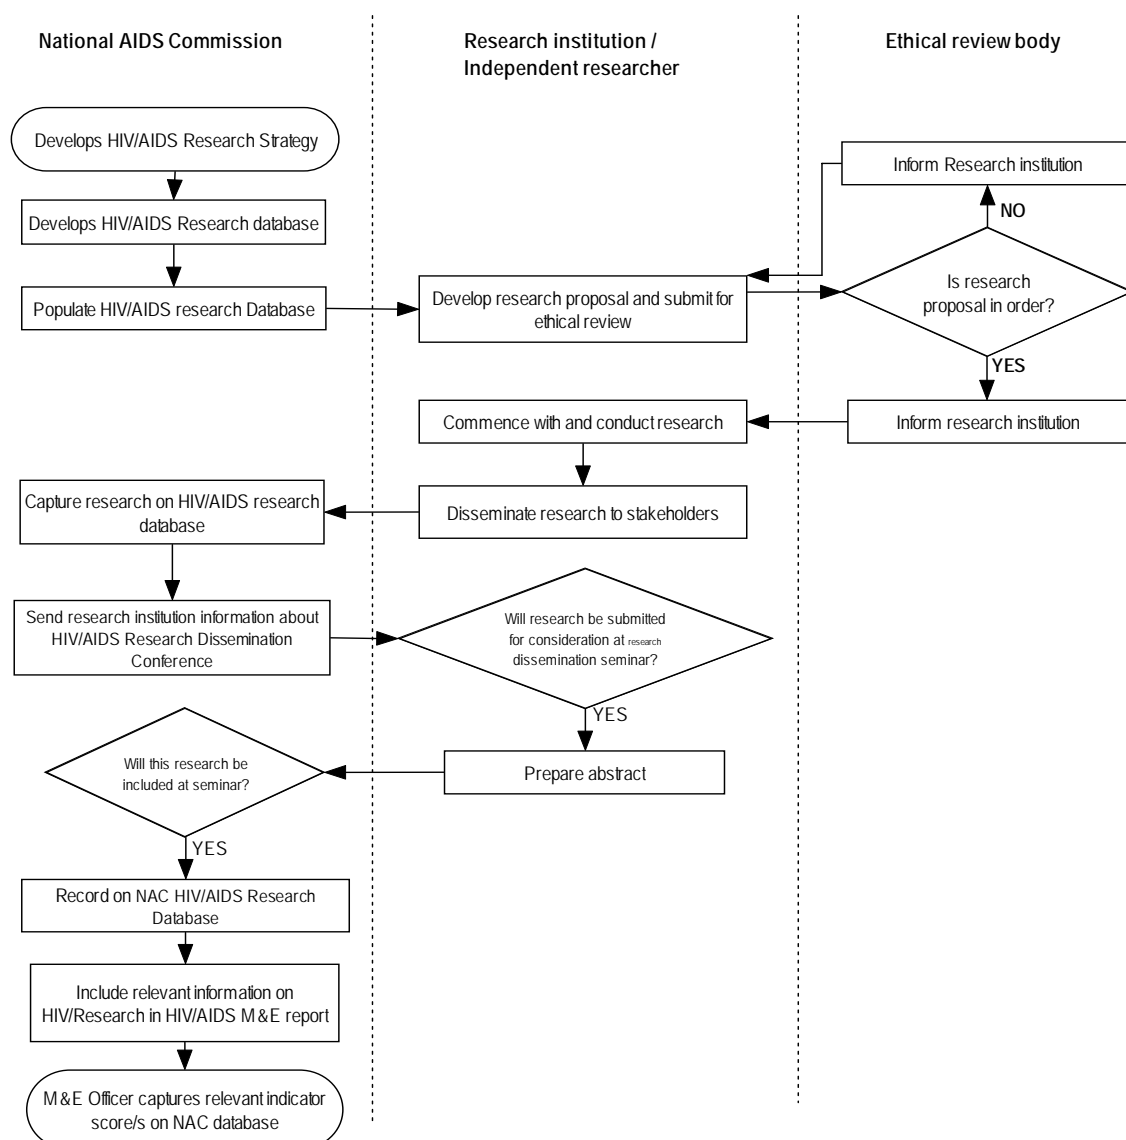 National AIDS Commission
Research institution /
Independent researcher
Ethical review body
Develops HIV/AIDS Research Strategy
Inform Research institution
NO
Develops HIV/AIDS Research database
Is research
proposal in order?
Populate HIV/AIDS research Database
Develop research proposal and submit for
ethical review
YES
Commence with and conduct research
Inform research institution
Capture research on HIV/AIDS research
database
Disseminate research to stakeholders
Send research institution information about
HIV/AIDS Research Dissemination
Conference
Will research be submitted
for consideration at research
dissemination seminar?
YES
Prepare abstract
Will this research be
included at seminar?
YES
Record on NAC HIV/AIDS Research
Database
Include relevant information on
HIV/Research in HIV/AIDS M&E report
M&E Officer captures relevant indicator
score/s on NAC database